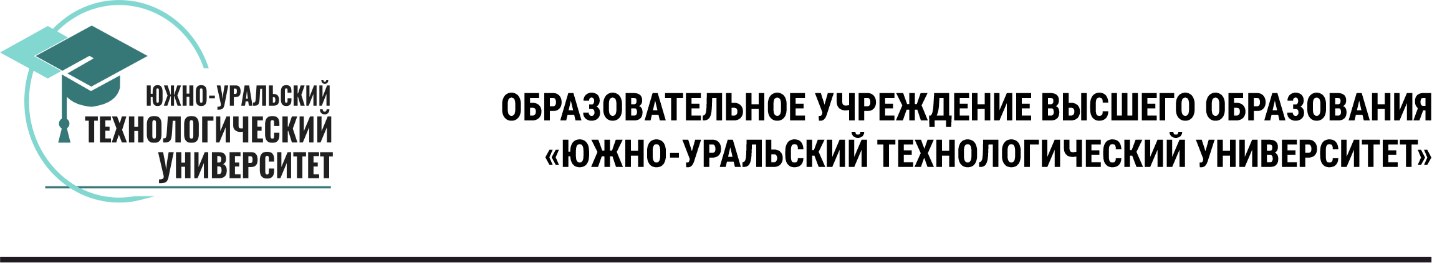 ЮЖНО-УРАЛЬСКИЙ
ТЕХНОЛОГИЧЕСКИЙ
УНИВЕРСИТЕТ
ОБРАЗОВАТЕЛЬНОЕ УЧРЕЖДЕНИЕ ВЫСШЕГО ОБРАЗОВАНИЯ
«ЮЖНО-УРАЛЬСКИЙ ТЕХНОЛОГИЧЕСКИЙ УНИВЕРСИТЕТ»